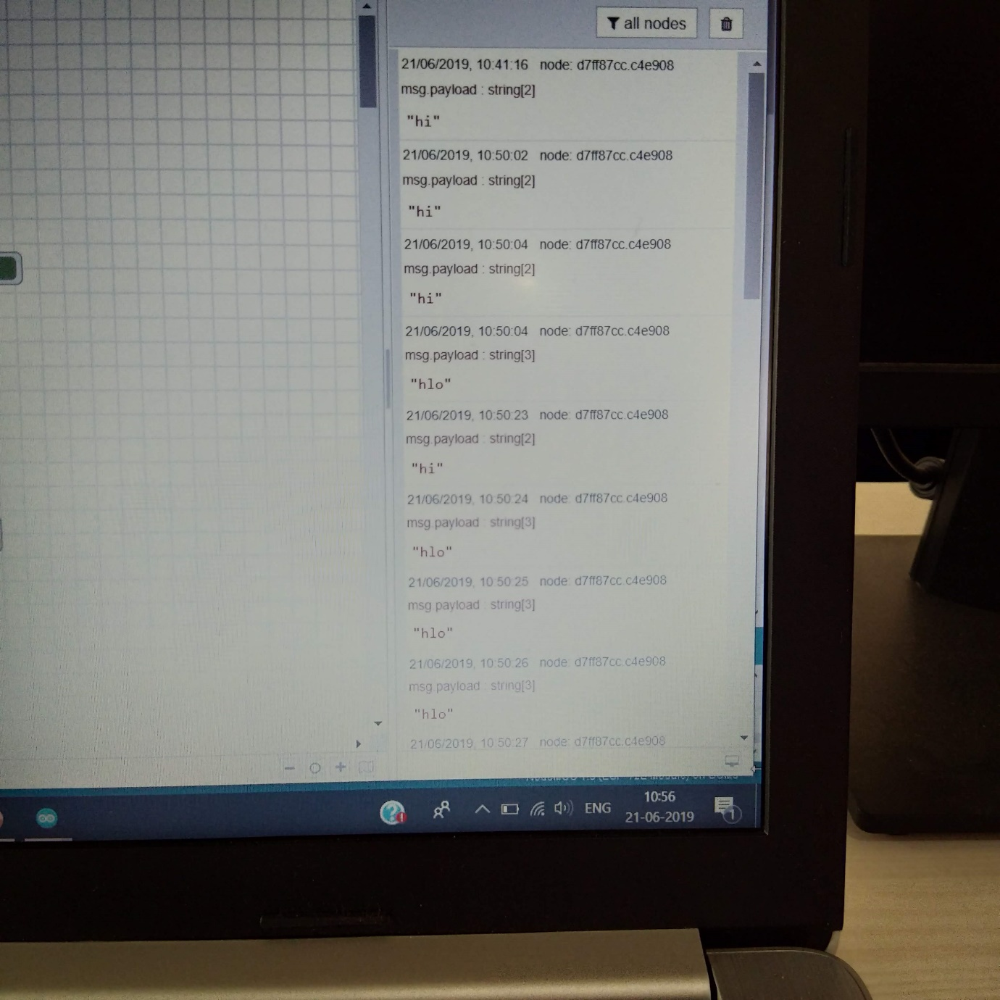 all nodes
21/06/2019, 10:41:16 node: d7ff87cc.c4e908
msg.payload : string[2]
"hi"
21/06/2019, 10:50:02 node: d7ff87cc.c4e908
msg.payload : string[2]
"hi"
21/06/2019, 10:50:04 node: d7ff87cc.c4e908
msg.payload : string[2]
"hi"
21/06/2019, 10:50:04 node: d7ff87cc.c4e908
msg.payload : string[3]
"hlo"
21/06/2019, 10:50:23 node: d7ff87cc.c4e908
msg.payload : string[2]
"hi"
21/06/2019, 10:50:24 node: d7ff87cc.c4e908
msg.payload : string[3]
"hlo"
21/06/2019, 10:50:25 node: d7ff87cc.c4e908
msg.payload : string[3]
"hlo"
21/06/2019, 10:50:26 node: d7ff87cc.c4e908
msg.payload : string[3]
"hlo"
21/06/2019, 10:50:27 node: d7ff87cc.c4e908
ENG
10:56
21-06-2019
1